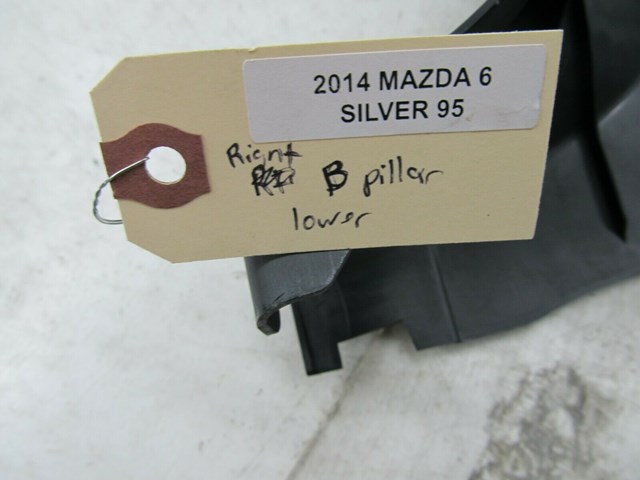 2014 MAZDA 6
SILVER 95
Right
B pillar
lower